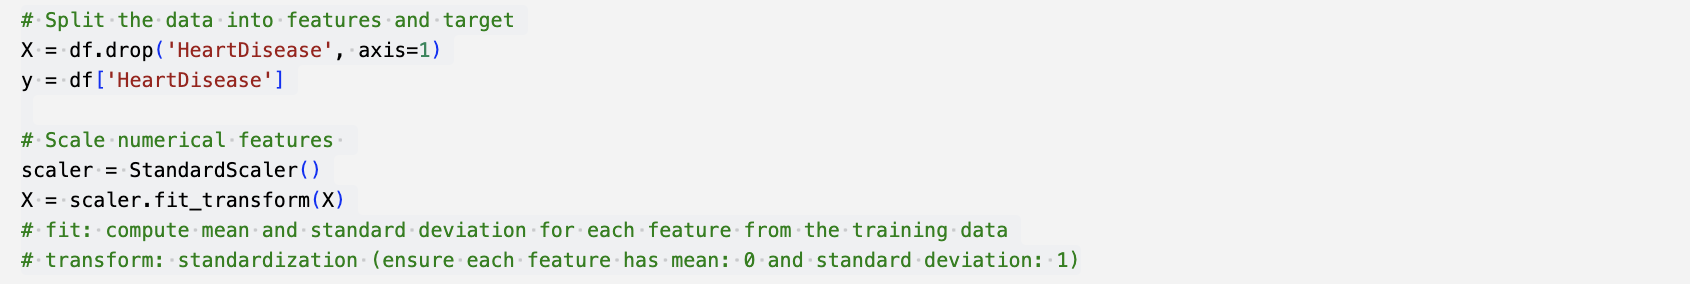 # Split the data into features and target
X = df.drop('HeartDisease', axis=1)
y = df['HeartDisease']
# Scale numerical features
scaler = StandardScaler()
X = scaler.fit_transform(X)
# fit: compute mean and standard deviation for each feature from the training data
# transform: standardization (ensure each feature has mean: 0 and standard deviation: 1)